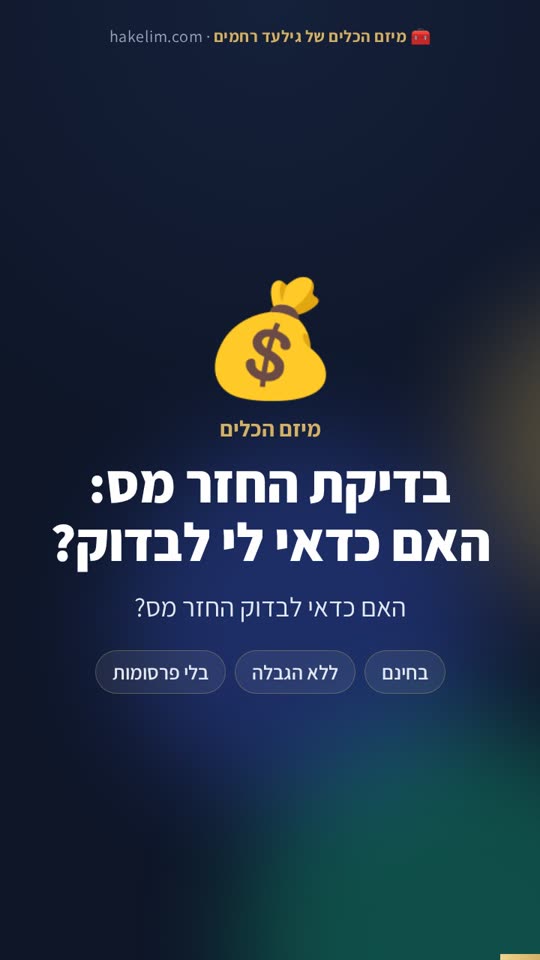 🧰 מיזם הכלים של גילעד רחמים · hakelim.com
מיזם הכלים
בדיקת החזר מס:
האם כדאי לי לבדוק?
האם כדאי לבדוק החזר מס?
בחינם
ללא הגבלה
בלי פרסומות